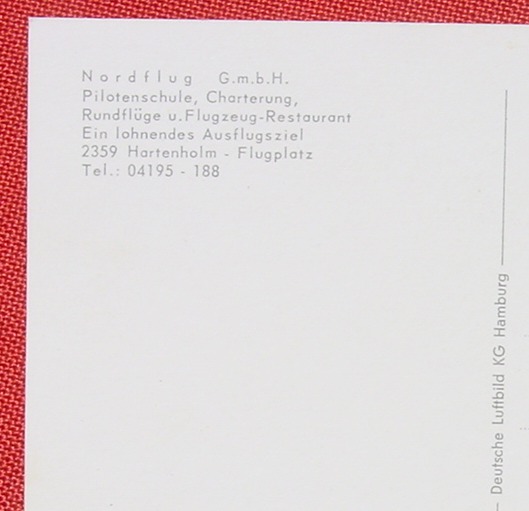 Nordflug G.m.b.H.
Pilotenschule, Charterung,
Rundflüge u.Flugzeug-Restaurant
Ein lohnendes Ausflugsziel
2359 Hartenholm - Flugplatz
Tel.: 04195 - 188
Deutsche Luftbild KG Hamburg